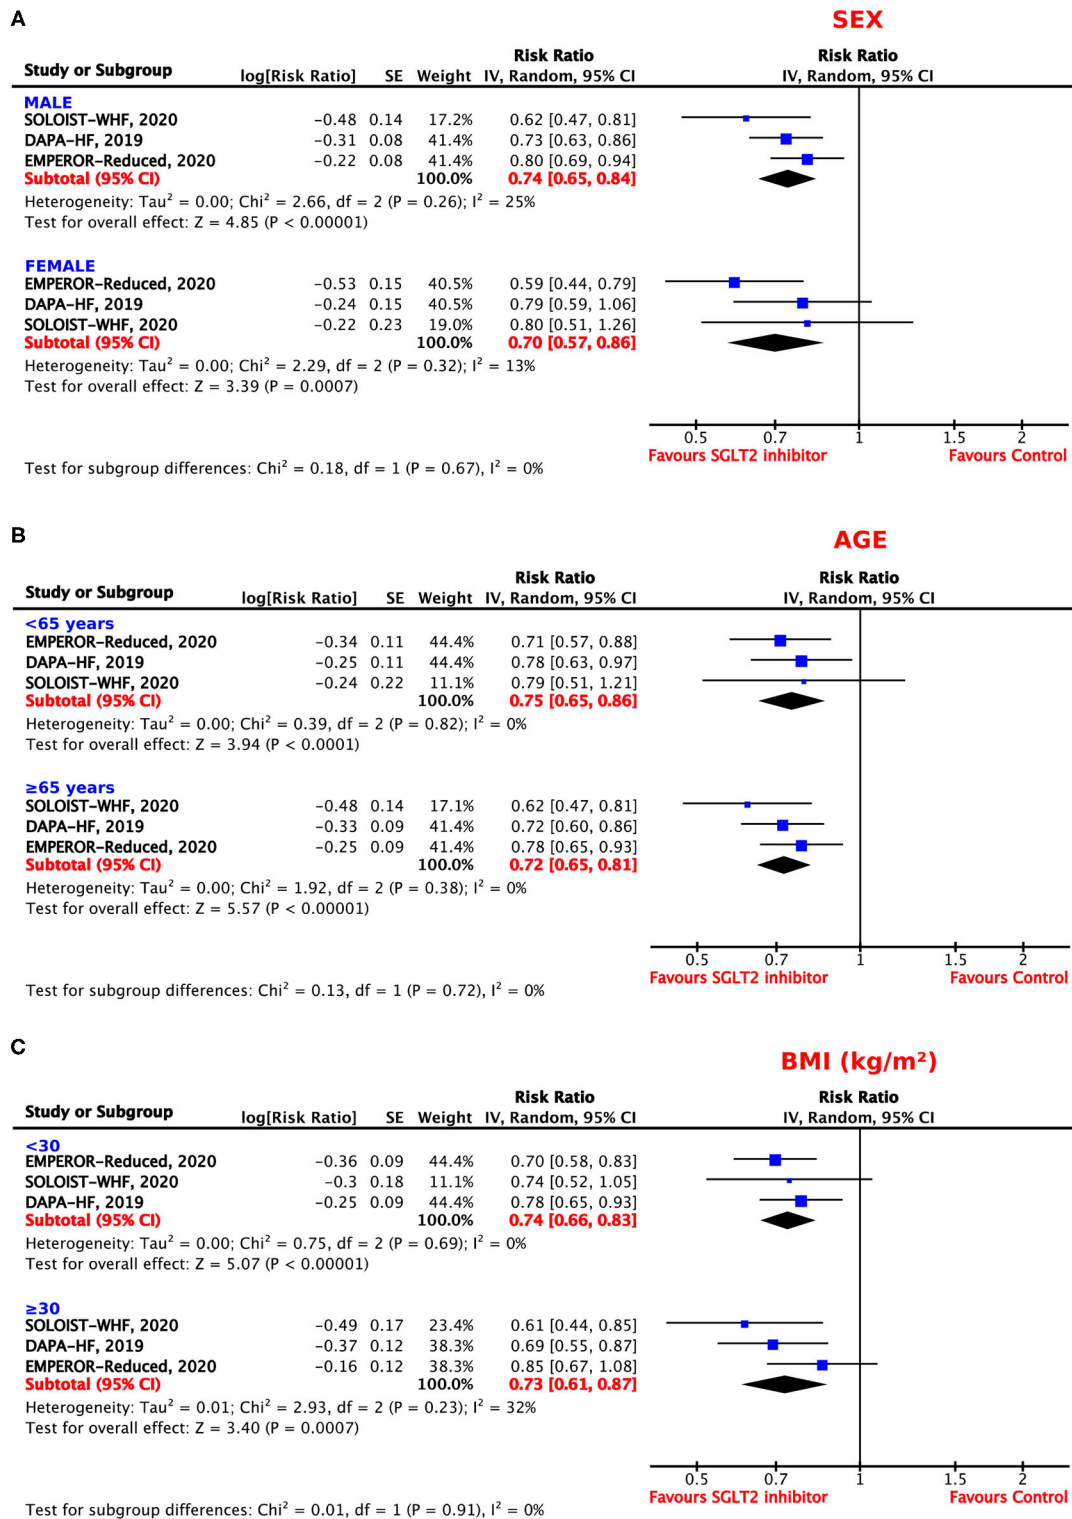 A
SEX
Risk Ratio Risk Ratio
Study or Subgroup log[Risk Ratio] SE Weight IV, Random, 95% CI IV, Random, 95% CI
MALE
SOLOIST-WHF, 2020 −0.48 0.14 17.2% 0.62 [0.47, 0.81]
DAPA-HF, 2019 −0.31 0.08 41.4% 0.73 [0.63, 0.86]
EMPEROR-Reduced, 2020 −0.22 0.08 41.4% 0.80 [0.69, 0.94]
Subtotal (95% CI) 100.0% 0.74 [0.65, 0.84]
Heterogeneity: Tau² = 0.00; Chi² = 2.66, df = 2 (P = 0.26); I² = 25%
Test for overall effect: Z = 4.85 (P < 0.00001)
FEMALE
EMPEROR-Reduced, 2020 −0.53 0.15 40.5% 0.59 [0.44, 0.79]
DAPA-HF, 2019 −0.24 0.15 40.5% 0.79 [0.59, 1.06]
SOLOIST-WHF, 2020 −0.22 0.23 19.0% 0.80 [0.51, 1.26]
Subtotal (95% CI) 100.0% 0.70 [0.57, 0.86]
Heterogeneity: Tau² = 0.00; Chi² = 2.29, df = 2 (P = 0.32); I² = 13%
Test for overall effect: Z = 3.39 (P = 0.0007)
0.5 0.7 1 1.5 2
Favours SGLT2 inhibitor Favours Control
Test for subgroup differences: Chi² = 0.18, df = 1 (P = 0.67), I² = 0%
B
AGE
Risk Ratio Risk Ratio
Study or Subgroup log[Risk Ratio] SE Weight IV, Random, 95% CI IV, Random, 95% CI
<65 years
EMPEROR-Reduced, 2020 −0.34 0.11 44.4% 0.71 [0.57, 0.88]
DAPA-HF, 2019 −0.25 0.11 44.4% 0.78 [0.63, 0.97]
SOLOIST-WHF, 2020 −0.24 0.22 11.1% 0.79 [0.51, 1.21]
Subtotal (95% CI) 100.0% 0.75 [0.65, 0.86]
Heterogeneity: Tau² = 0.00; Chi² = 0.39, df = 2 (P = 0.82); I² = 0%
Test for overall effect: Z = 3.94 (P < 0.0001)
≥65 years
SOLOIST-WHF, 2020 −0.48 0.14 17.1% 0.62 [0.47, 0.81]
DAPA-HF, 2019 −0.33 0.09 41.4% 0.72 [0.60, 0.86]
EMPEROR-Reduced, 2020 −0.25 0.09 41.4% 0.78 [0.65, 0.93]
Subtotal (95% CI) 100.0% 0.72 [0.65, 0.81]
Heterogeneity: Tau² = 0.00; Chi² = 1.92, df = 2 (P = 0.38); I² = 0%
Test for overall effect: Z = 5.57 (P < 0.00001)
0.5 0.7 1 1.5 2
Favours SGLT2 inhibitor Favours Control
Test for subgroup differences: Chi² = 0.13, df = 1 (P = 0.72), I² = 0%
C
BMI (kg/m²)
Risk Ratio Risk Ratio
Study or Subgroup log[Risk Ratio] SE Weight IV, Random, 95% CI IV, Random, 95% CI
<30
EMPEROR-Reduced, 2020 −0.36 0.09 44.4% 0.70 [0.58, 0.83]
SOLOIST-WHF, 2020 −0.3 0.18 11.1% 0.74 [0.52, 1.05]
DAPA-HF, 2019 −0.25 0.09 44.4% 0.78 [0.65, 0.93]
Subtotal (95% CI) 100.0% 0.74 [0.66, 0.83]
Heterogeneity: Tau² = 0.00; Chi² = 0.75, df = 2 (P = 0.69); I² = 0%
Test for overall effect: Z = 5.07 (P < 0.00001)
≥30
SOLOIST-WHF, 2020 −0.49 0.17 23.4% 0.61 [0.44, 0.85]
DAPA-HF, 2019 −0.37 0.12 38.3% 0.69 [0.55, 0.87]
EMPEROR-Reduced, 2020 −0.16 0.12 38.3% 0.85 [0.67, 1.08]
Subtotal (95% CI) 100.0% 0.73 [0.61, 0.87]
Heterogeneity: Tau² = 0.01; Chi² = 2.93, df = 2 (P = 0.23); I² = 32%
Test for overall effect: Z = 3.40 (P = 0.0007)
0.5 0.7 1 1.5 2
Favours SGLT2 inhibitor Favours Control
Test for subgroup differences: Chi² = 0.01, df = 1 (P = 0.91), I² = 0%